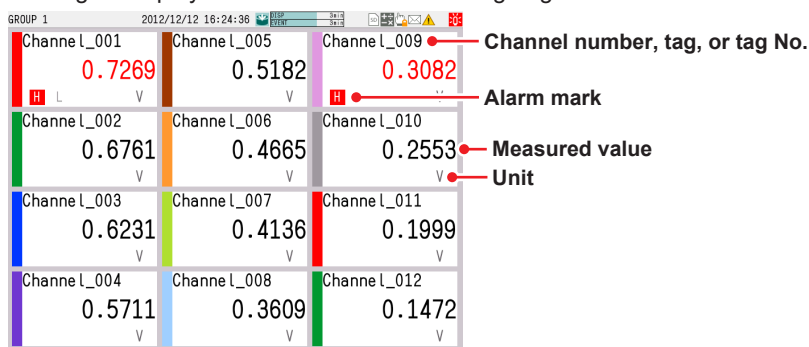 GROUP 1 2012/12/12 16:24:36 DISP 3min
EVENT 3min
SD
Channel_001 Channel_005 Channel_009 Channel number, tag, or tag No.
0.7269 0.5182 0.3082
H L V V H V Alarm mark
Channel_002 Channel_006 Channel_010
0.6761 0.4665 0.2553 Measured value
V V V Unit
Channel_003 Channel_007 Channel_011
0.6231 0.4136 0.1999
V V V
Channel_004 Channel_008 Channel_012
0.5711 0.3609 0.1472
V V V